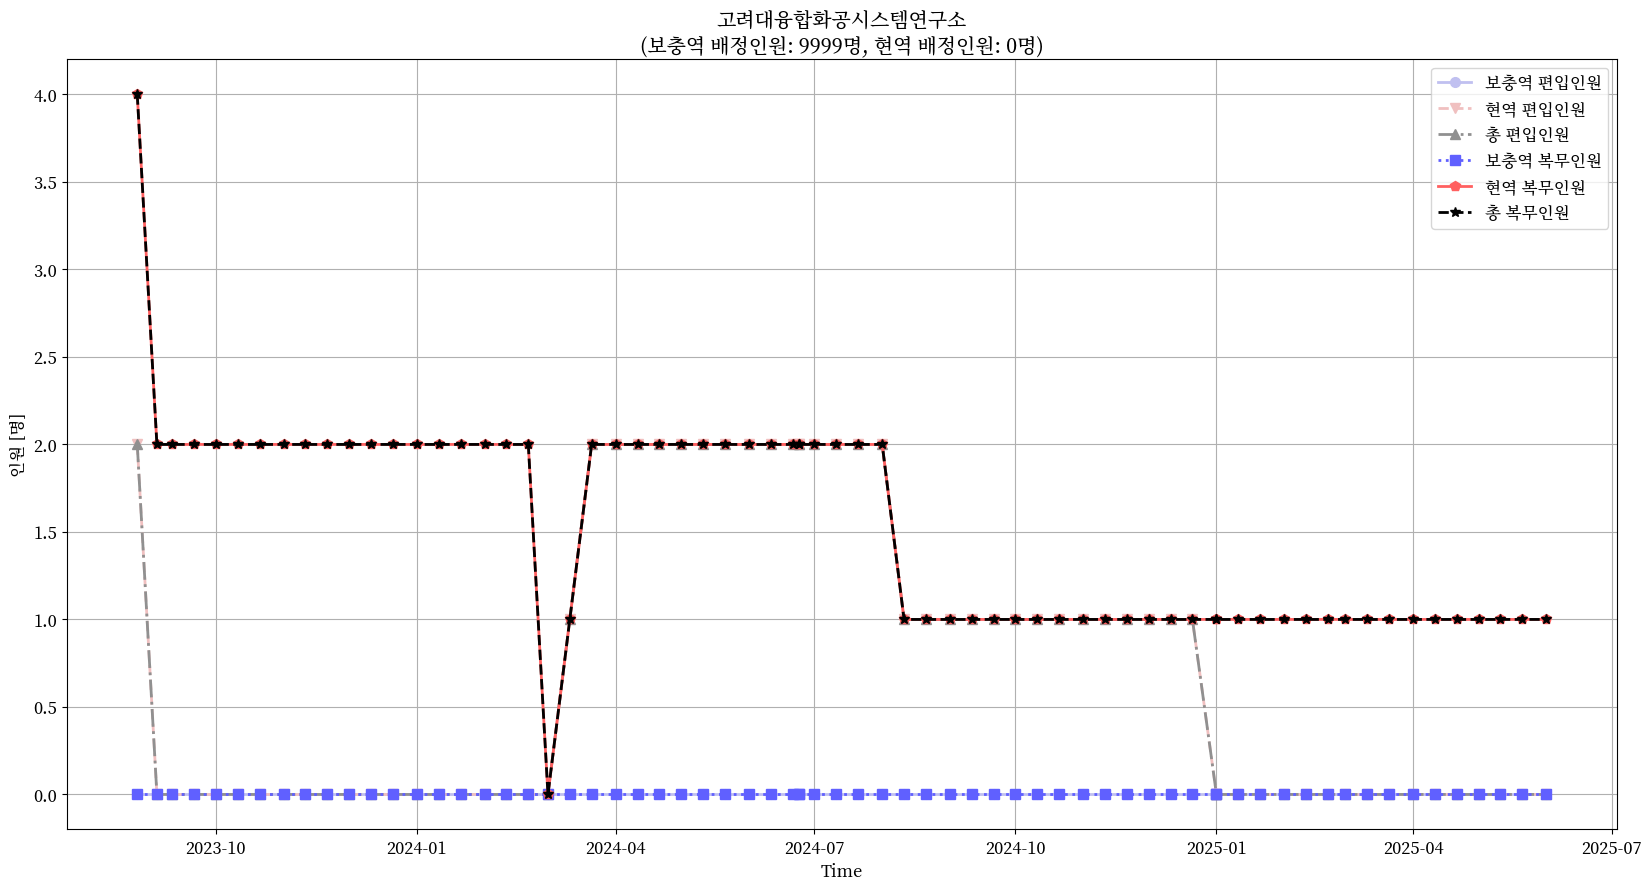 고려대융합화공시스템연구소
(보충역 배정인원: 9999명, 현역 배정인원: 0명)
보충역 편입인원
현역 편입인원
총 편입인원
보충역 복무인원
현역 복무인원
총 복무인원
인원 [명]
4.0
3.5
3.0
2.5
2.0
1.5
1.0
0.5
0.0
2023-10
2024-01
2024-04
2024-07
2024-10
2025-01
2025-04
2025-07
Time